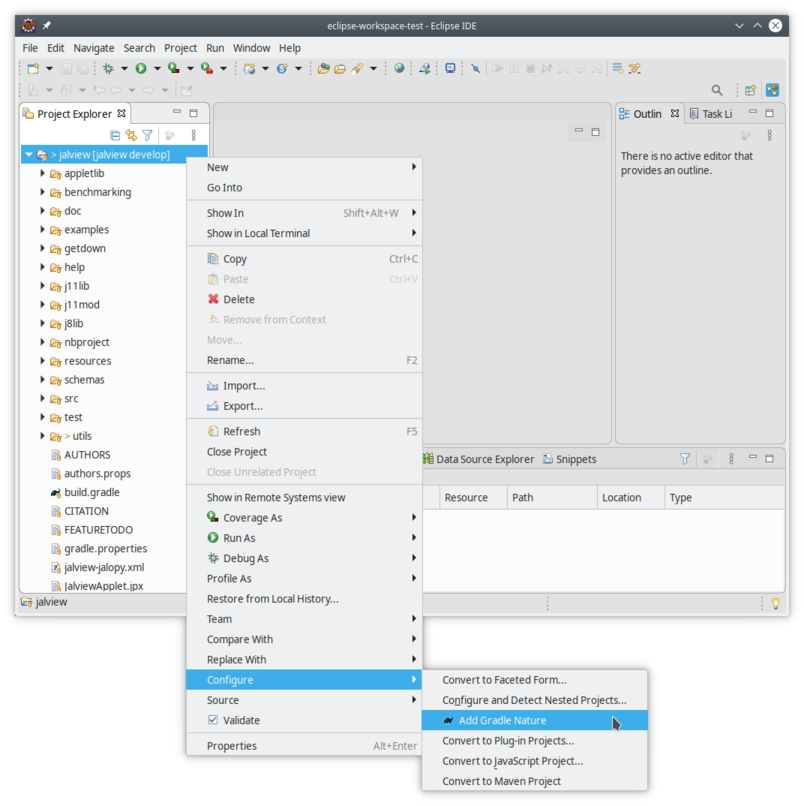 eclipse-workspace-test - Eclipse IDE
File Edit Navigate Search Project Run Window Help
Project Explorer
> jalview [jalview develop]
appletlib
benchmarking
doc
examples
getdown
help
j11lib
j11mod
j8lib
nbproject
resources
schemas
src
test
> utils
AUTHORS
authors.props
build.gradle
CITATION
FEATURETODO
gradle.properties
jalview-jalopy.xml
JalviewApplet.jpx
jalview
New
Go Into
Show In Shift+Alt+W
Show in Local Terminal
Copy Ctrl+C
Paste Ctrl+V
Delete
Remove from Context
Move...
Rename... F2
Import...
Export...
Refresh F5
Close Project
Close Unrelated Project
Show in Remote Systems view
Coverage As
Run As
Debug As
Profile As
Restore from Local History...
Team
Compare With
Replace With
Configure
Source
Validate
Properties Alt+Enter
Convert to Faceted Form...
Configure and Detect Nested Projects...
Add Gradle Nature
Convert to Plug-in Projects...
Convert to JavaScript Project...
Convert to Maven Project
Outlin Task Li
There is no active editor that
provides an outline.
Data Source Explorer Snippets
Resource Path Location Type